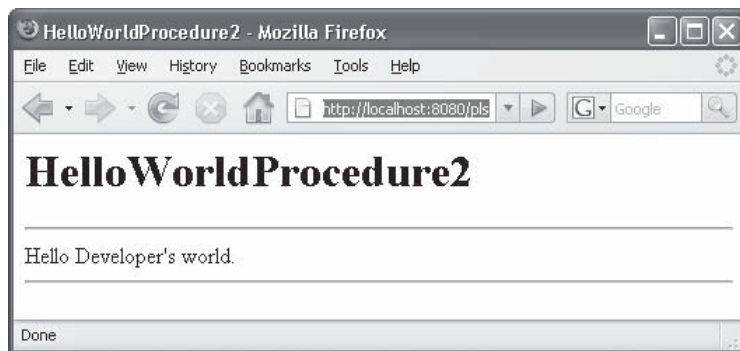 HelloWorldProcedure2 - Mozilla Firefox
File Edit View History Bookmarks Tools Help
http://localhost:8080/pls G Google
HelloWorldProcedure2
Hello Developer's world.
Done